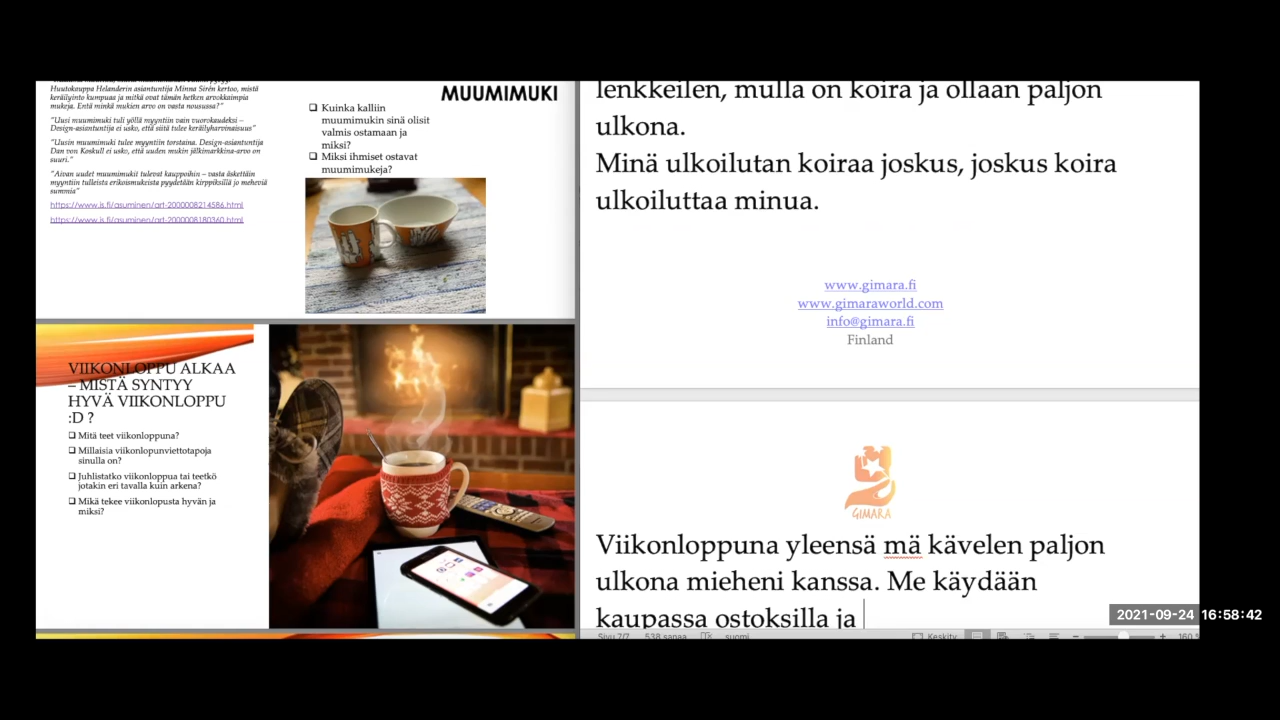 Huutokauppa Helanderin asiantuntija Minna Sirén kertoo, mistä
keräilyinto kumpuaa ja mitkä ovat tämän hetken arvokkaimpia
mukeja. Entä minkä mukien arvo on vasta nousussa?"
"Uusi muumimuki tuli yöllä myyntiin vain vuorokaudeksi –
Design-asiantuntija ei usko, että siitä tulee keräilyharvinaisuus"
"Uusin muumimuki tulee myyntiin torstaina. Design-asiantuntija
Dan von Koskull ei usko, että uuden mukin jälkimarkkina-arvo on
suuri."
"Aivan uudet muumimukit tulevat kauppoihin – vasta äskettäin
myyntiin tulleista erikoismukeista pyydetään kirppiksillä jo meheviä
summia"
https://www.is.fi/asuminen/art-2000008214586.html
https://www.is.fi/asuminen/art-2000008180360.html
MUUMIMUKI
❑ Kuinka kalliin
muumimukin sinä olisit
valmis ostamaan ja
miksi?
❑ Miksi ihmiset ostavat
muumimukeja?
VIIKONLOPPU ALKAA
– MISTÄ SYNTYY
HYVÄ VIIKONLOPPU
:D ?
❑ Mitä teet viikonloppuna?
❑ Millaisia viikonlopunviettotapoja
sinulla on?
❑ Juhlistatko viikonloppua tai teetkö
jotakin eri tavalla kuin arkena?
❑ Mikä tekee viikonlopusta hyvän ja
miksi?
lenkkeilen, mulla on koira ja ollaan paljon
ulkona.
Minä ulkoilutan koiraa joskus, joskus koira
ulkoiluttaa minua.
www.gimara.fi
www.gimaraworld.com
info@gimara.fi
Finland
GIMARA
Viikonloppuna yleensä mä kävelen paljon
ulkona mieheni kanssa. Me käydään
kaupassa ostoksilla ja
2021-09-24 16:58:42
Sivu 7/7 538 sanaa suomi Keskity 160 %